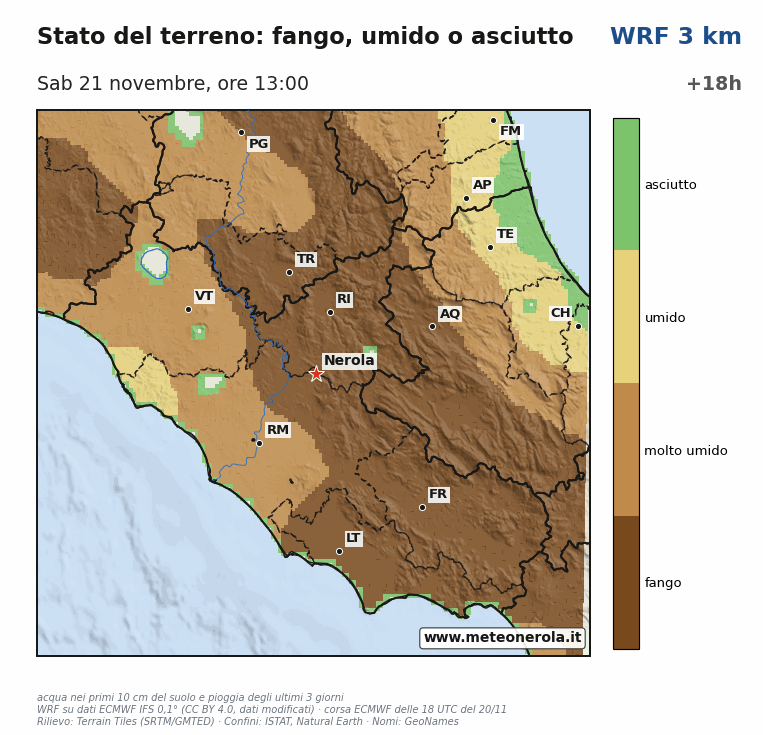 Stato del terreno: fango, umido o asciutto
WRF 3 km
Sab 21 novembre, ore 13:00
+18h
FM
PG
AP
TE
TR
VT
RI
AQ
CH
Nerola
RM
FR
LT
www.meteonerola.it
asciutto
umido
molto umido
fango
acqua nei primi 10 cm del suolo e pioggia degli ultimi 3 giorni
WRF su dati ECMWF IFS 0,1° (CC BY 4.0, dati modificati) · corsa ECMWF delle 18 UTC del 20/11
Rilievo: Terrain Tiles (SRTM/GMTED) · Confini: ISTAT, Natural Earth · Nomi: GeoNames